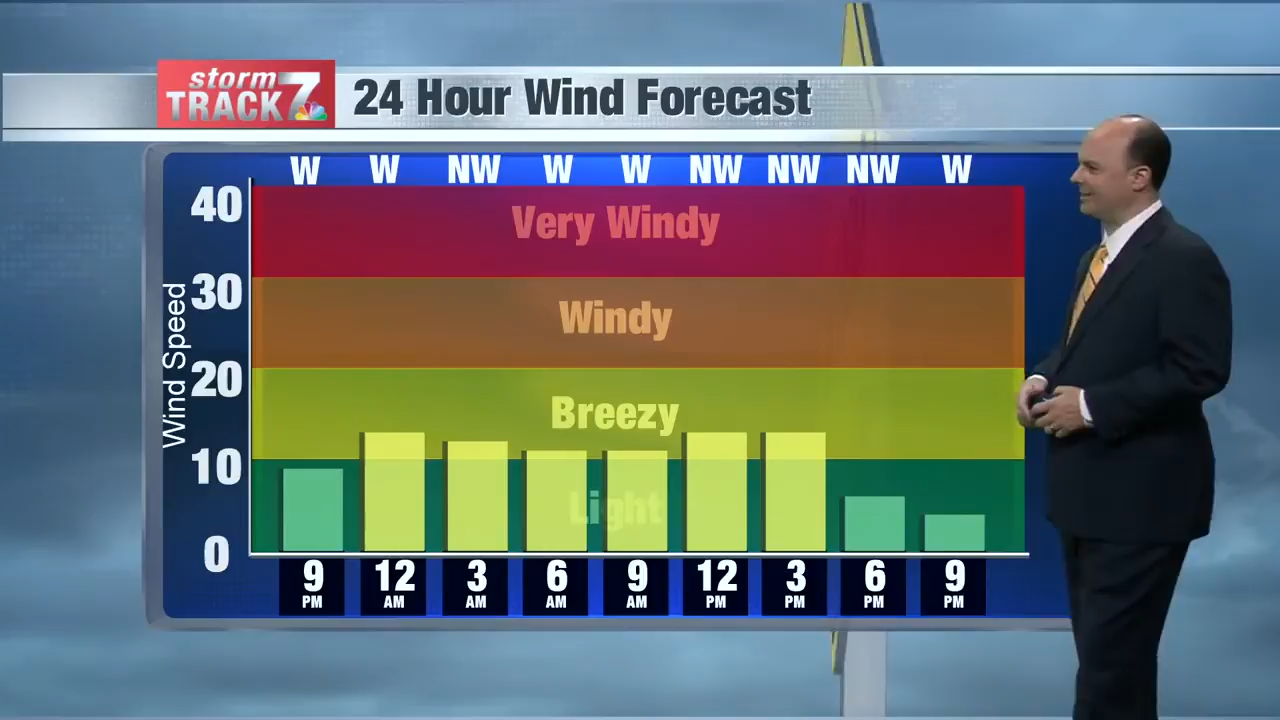 storm
TRACK 7
24 Hour Wind Forecast
W W NW W W NW NW NW W
40
30
20
10
0
Wind Speed
Very Windy
Windy
Breezy
Light
9 PM
12 AM
3 AM
6 AM
9 AM
12 PM
3 PM
6 PM
9 PM